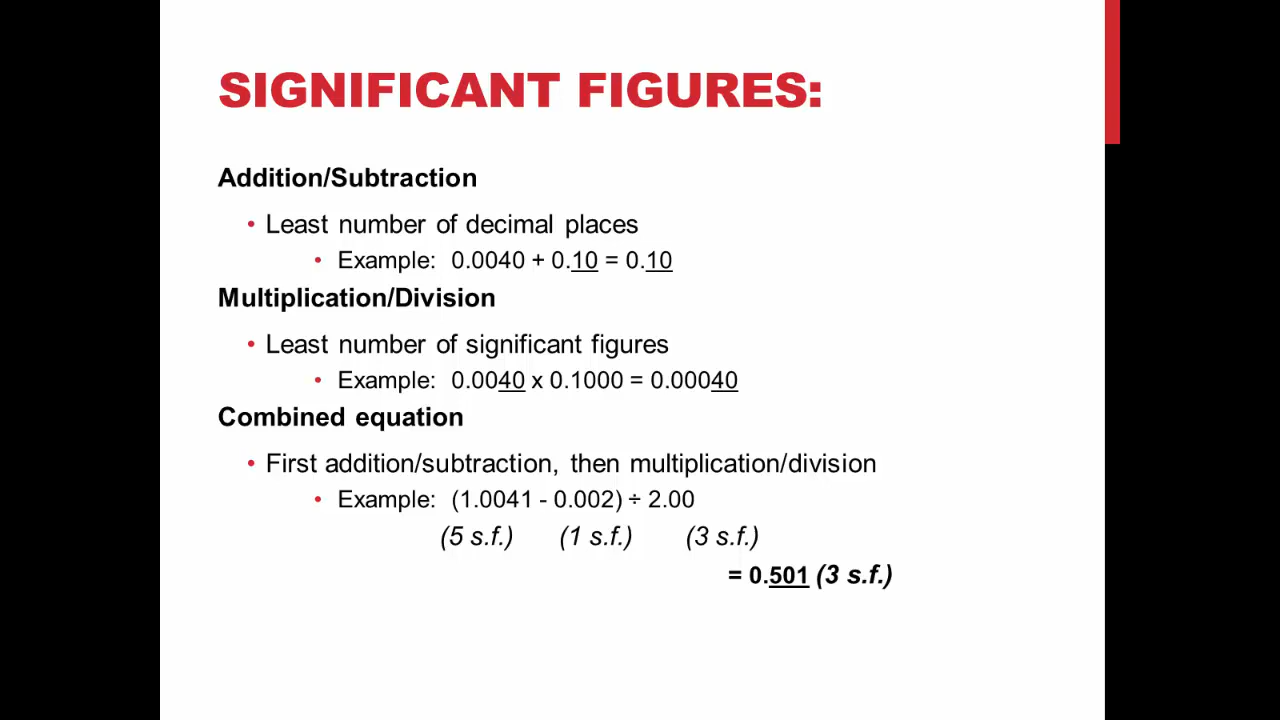 SIGNIFICANT FIGURES:
Addition/Subtraction
• Least number of decimal places
• Example: 0.0040 + 0.10 = 0.10
Multiplication/Division
• Least number of significant figures
• Example: 0.0040 x 0.1000 = 0.00040
Combined equation
• First addition/subtraction, then multiplication/division
• Example: (1.0041 - 0.002) ÷ 2.00
(5 s.f.) (1 s.f.) (3 s.f.)
= 0.501 (3 s.f.)